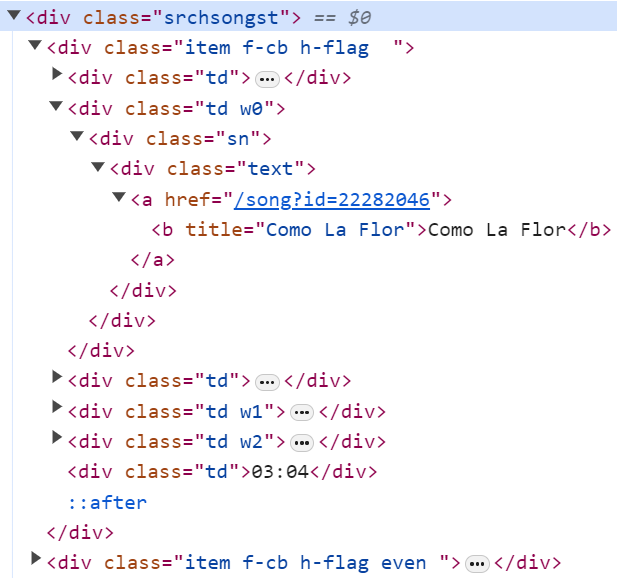 ▼<div class="srchsongst"> == $0
▼<div class="item f-cb h-flag  ">
▶<div class="td">…</div>
▼<div class="td w0">
▼<div class="sn">
▼<div class="text">
▼<a href="/song?id=22282046">
<b title="Como La Flor">Como La Flor</b>
</a>
</div>
</div>
</div>
▶<div class="td">…</div>
▶<div class="td w1">…</div>
▶<div class="td w2">…</div>
<div class="td">03:04</div>
::after
</div>
▶<div class="item f-cb h-flag even ">…</div>